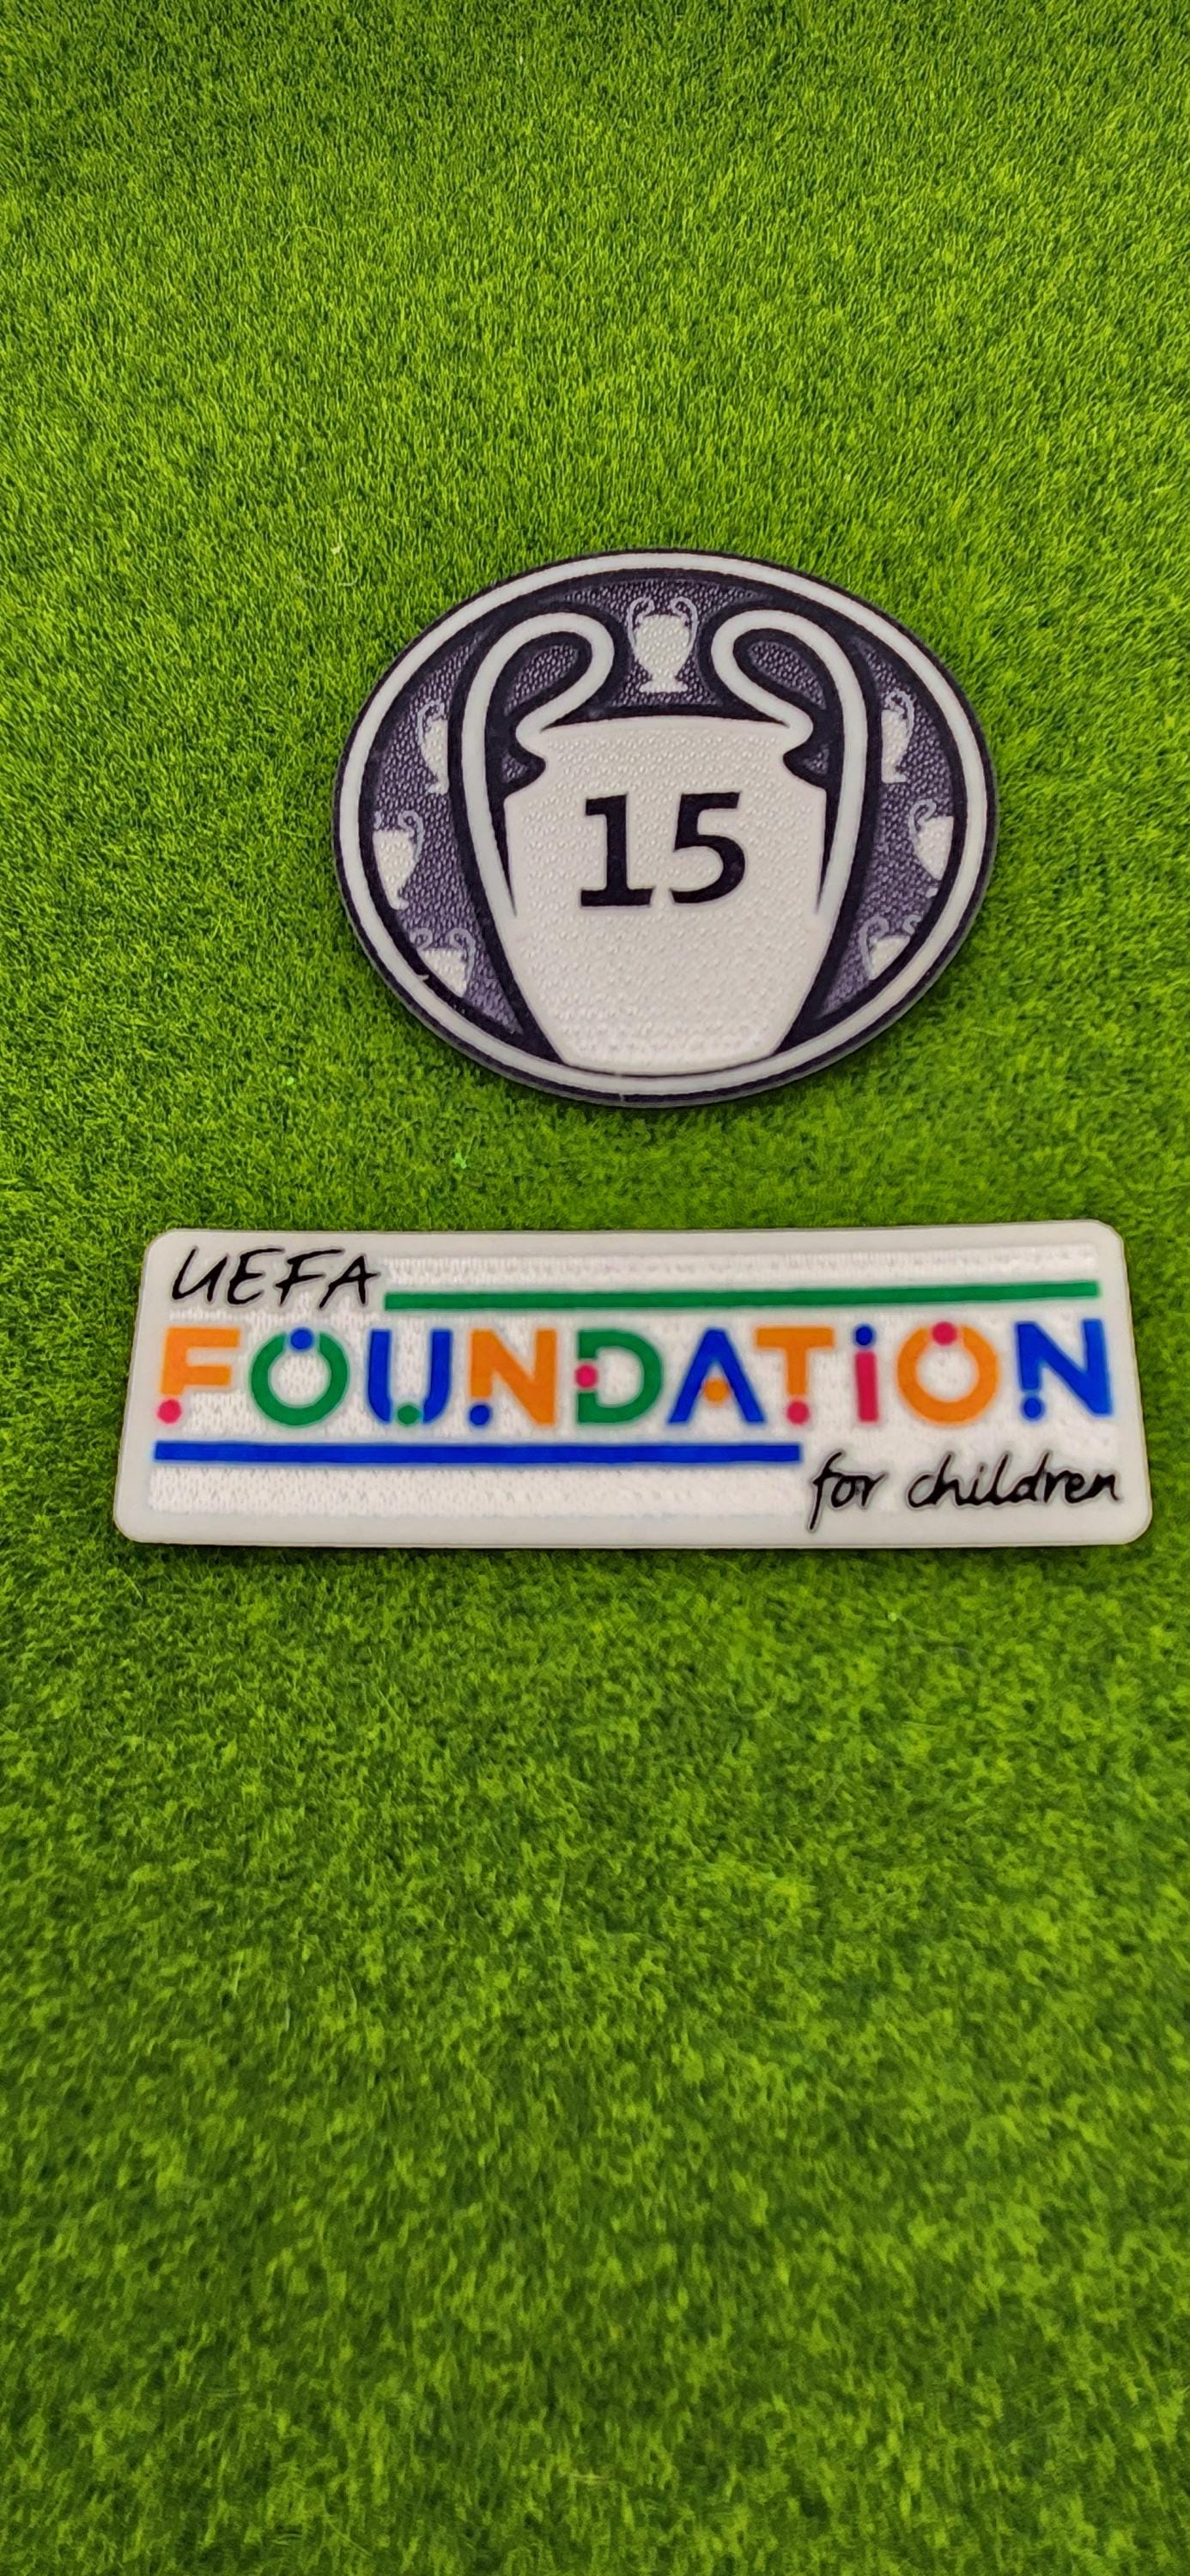 15
UEFA
FOUNDATiON
for children